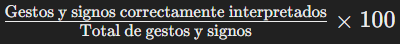 Gestos y signos correctamente interpretados
Total de gestos y signos
× 100